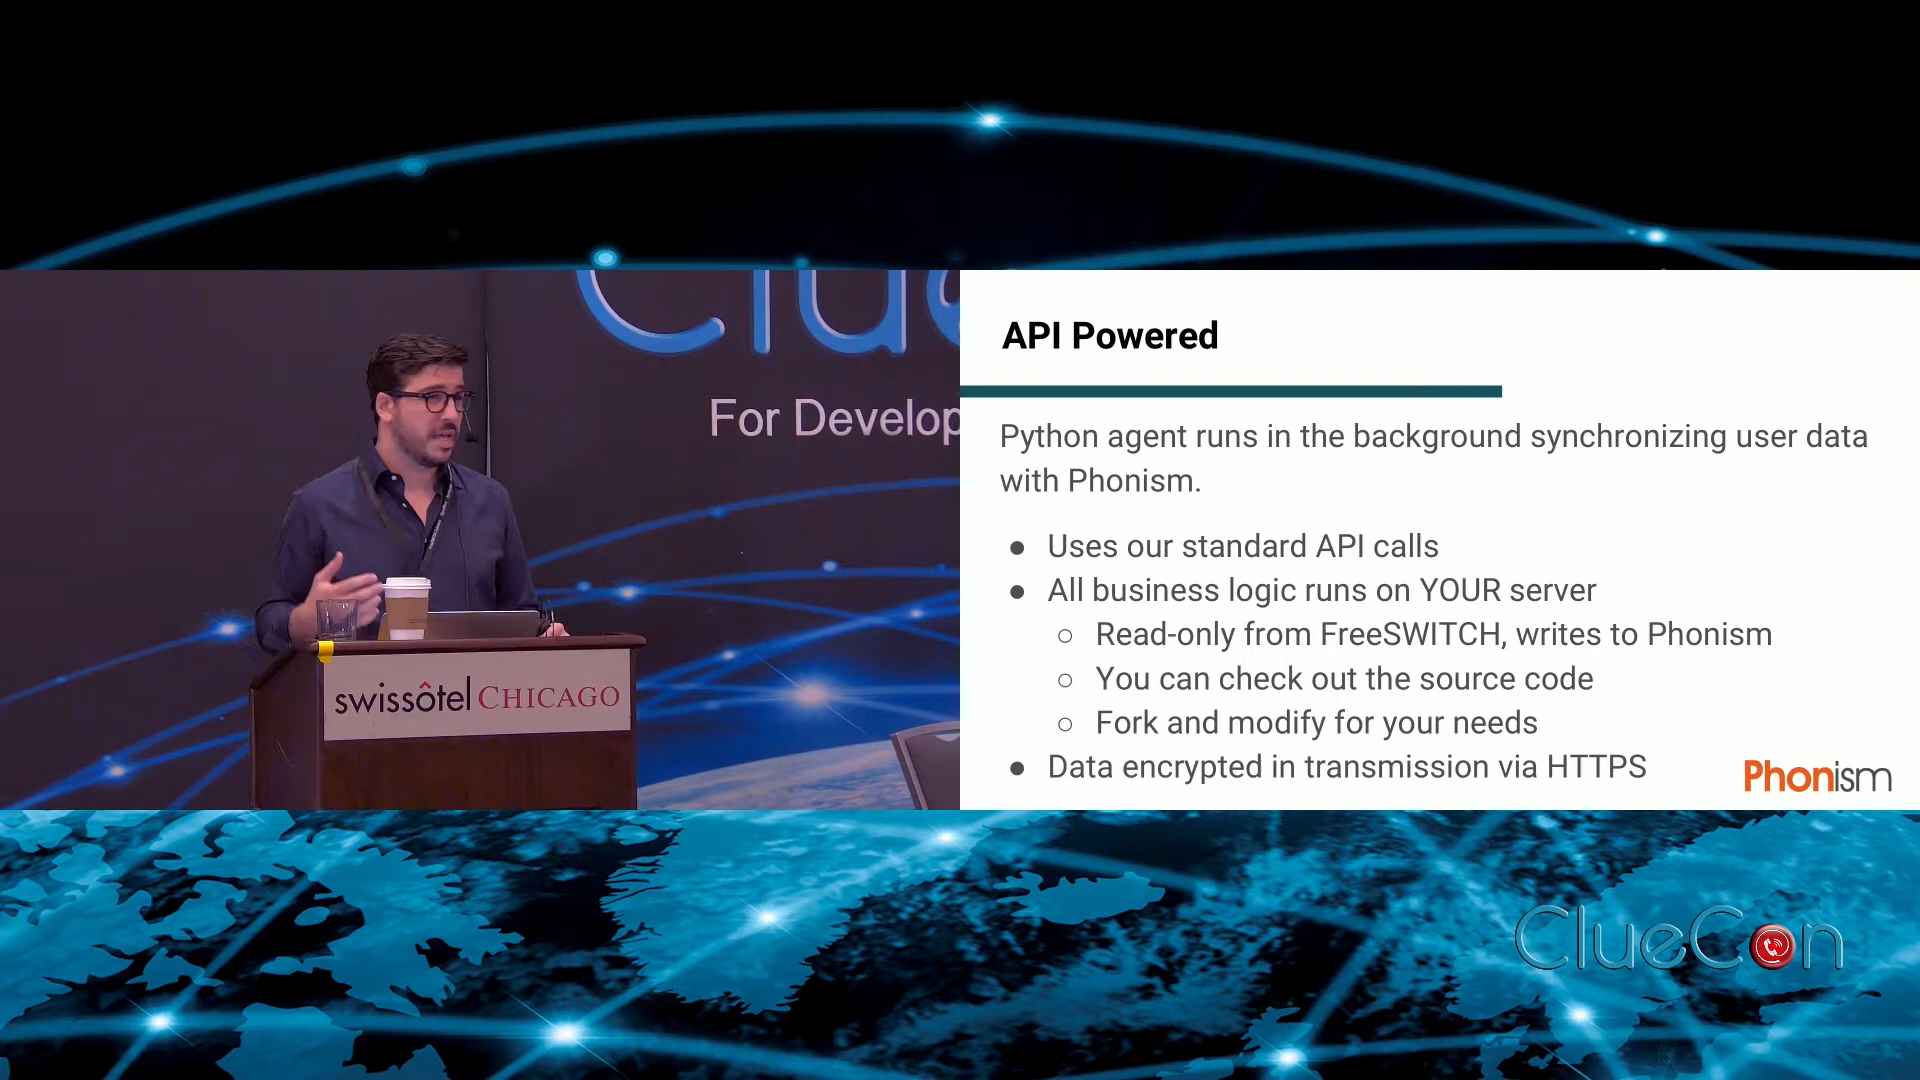 Clue
For Develop
swissôtel CHICAGO
API Powered
Python agent runs in the background synchronizing user data
with Phonism.
● Uses our standard API calls
● All business logic runs on YOUR server
○ Read-only from FreeSWITCH, writes to Phonism
○ You can check out the source code
○ Fork and modify for your needs
● Data encrypted in transmission via HTTPS
Phonism
ClueCon